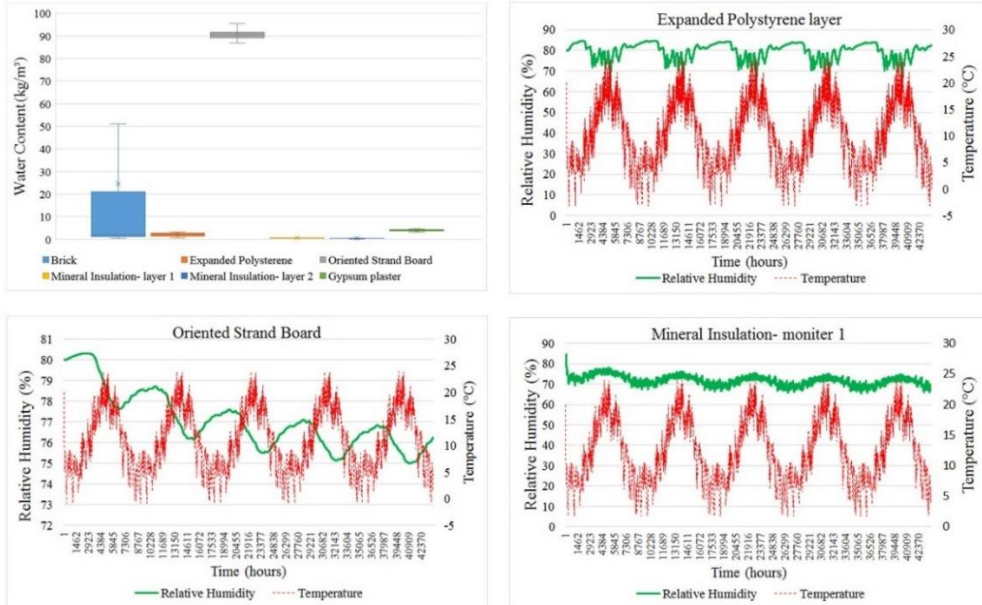 100
90
80
70
60
50
40
30
20
10
0
Water Content (kg/m³)
Brick
Expanded Polysterene
Oriented Strand Board
Mineral Insulation- layer 1
Mineral Insulation- layer 2
Gypsum plaster
Expanded Polystyrene layer
90
80
70
60
50
40
30
20
10
0
Relative Humidity (%)
30
25
20
15
10
5
0
-5
Temperature (°C)
1 1462 2923 4384 5845 7306 8767 10228 11689 13150 14611 16072 17533 18994 20455 21916 23377 24838 26299 27760 29221 30682 32143 33604 35065 36526 37987 39448 40909 42370
Time (hours)
Relative Humidity
Temperature
Oriented Strand Board
81
80
79
78
77
76
75
74
73
72
Relative Humidity (%)
30
25
20
15
10
5
0
-5
Temperature (°C)
1 1462 2923 4384 5845 7306 8767 10228 11689 13150 14611 16072 17533 18994 20455 21916 23377 24838 26299 27760 29221 30682 32143 33604 35065 36526 37987 39448 40909 42370
Time (hours)
Relative Humidity
Temperature
Mineral Insulation- moniter 1
90
80
70
60
50
40
30
20
10
0
Relative Humidity (%)
30
25
20
15
10
5
0
Temperature (°C)
1 1462 2923 4384 5845 7306 8767 10228 11689 13150 14611 16072 17533 18994 20455 21916 23377 24838 26299 27760 29221 30682 32143 33604 35065 36526 37987 39448 40909 42370
Time (hours)
Relative Humidity
Temperature